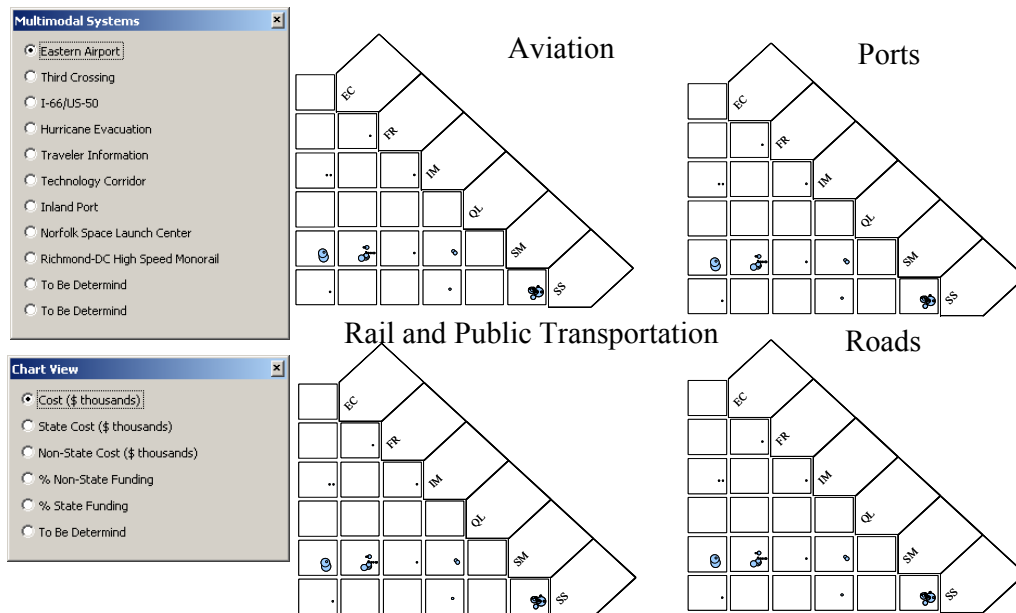 Multimodal Systems
Eastern Airport
Third Crossing
I-66/US-50
Hurricane Evacuation
Traveler Information
Technology Corridor
Inland Port
Norfolk Space Launch Center
Richmond-DC High Speed Monorail
To Be Determind
To Be Determind
Chart View
Cost ($ thousands)
State Cost ($ thousands)
Non-State Cost ($ thousands)
% Non-State Funding
% State Funding
To Be Determind
Aviation
EC
FR
IM
QL
SM
SS
Ports
EC
FR
IM
QL
SM
SS
Rail and Public Transportation
EC
FR
IM
QL
SM
SS
Roads
EC
FR
IM
QL
SM
SS